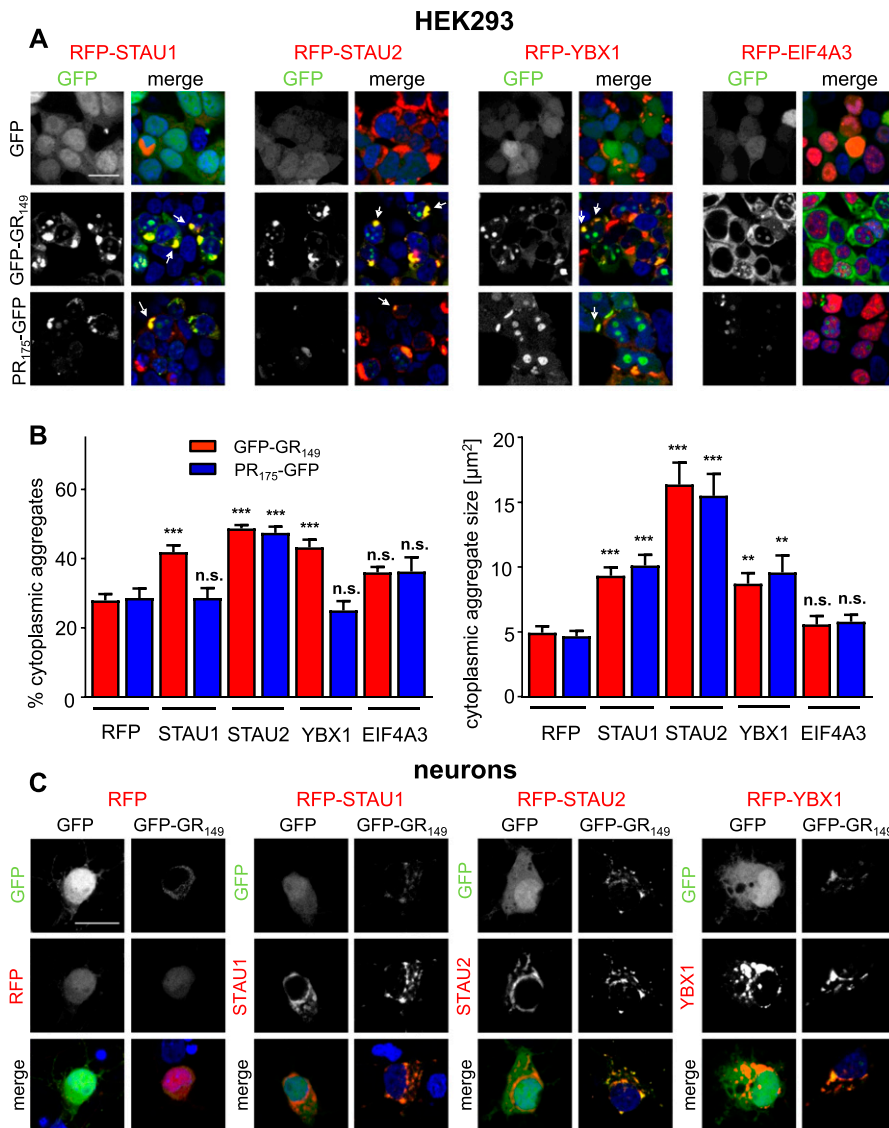 HEK293
A
RFP-STAU1 RFP-STAU2 RFP-YBX1 RFP-EIF4A3
GFP merge GFP merge GFP merge GFP merge
GFP
GFP-GR149
PR175-GFP
B
% cytoplasmic aggregates
60
40
20
0
GFP-GR149
PR175-GFP
*** n.s. *** *** *** n.s. n.s. n.s.
RFP STAU1 STAU2 YBX1 EIF4A3
cytoplasmic aggregate size [µm²]
20
15
10
5
0
*** *** *** *** ** ** n.s. n.s.
RFP STAU1 STAU2 YBX1 EIF4A3
neurons
C
RFP RFP-STAU1 RFP-STAU2 RFP-YBX1
GFP GFP-GR149 GFP GFP-GR149 GFP GFP-GR149 GFP GFP-GR149
GFP GFP GFP GFP
RFP STAU1 STAU2 YBX1
merge merge merge merge